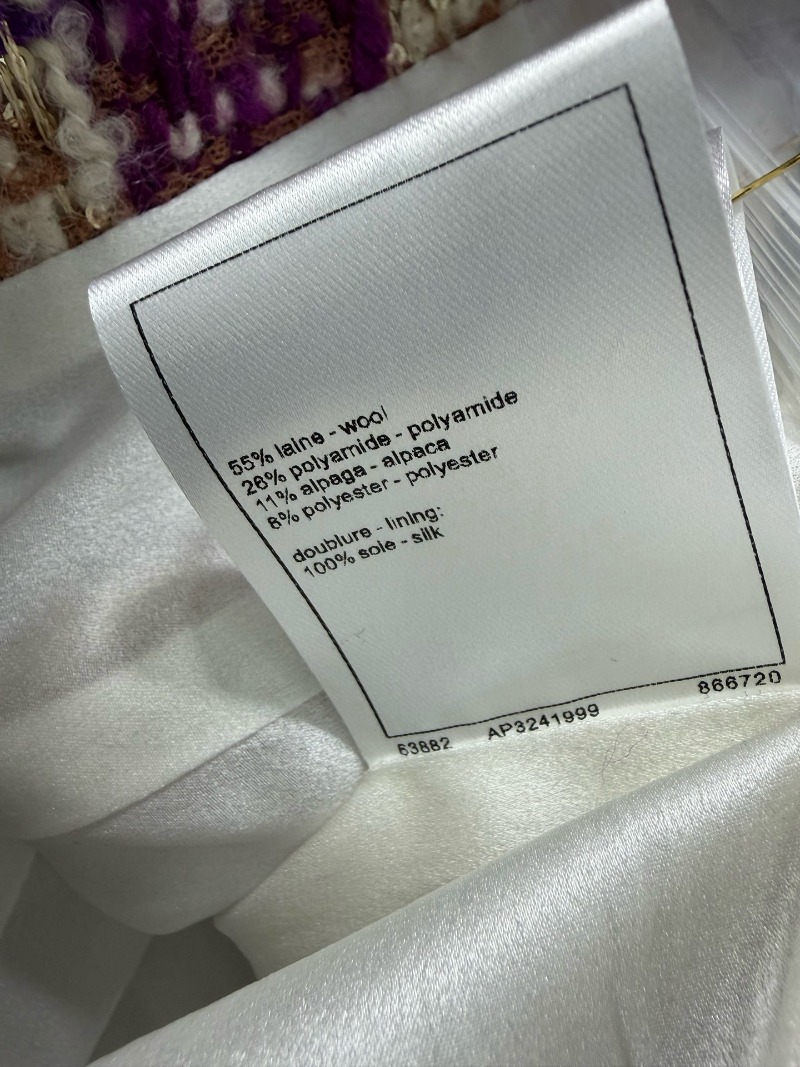 55% laine - wool
26% polyamide - polyamide
11% alpaga - alpaca
8% polyester - polyester
doublure - lining:
100% soie - silk
63882 AP3241999 866720